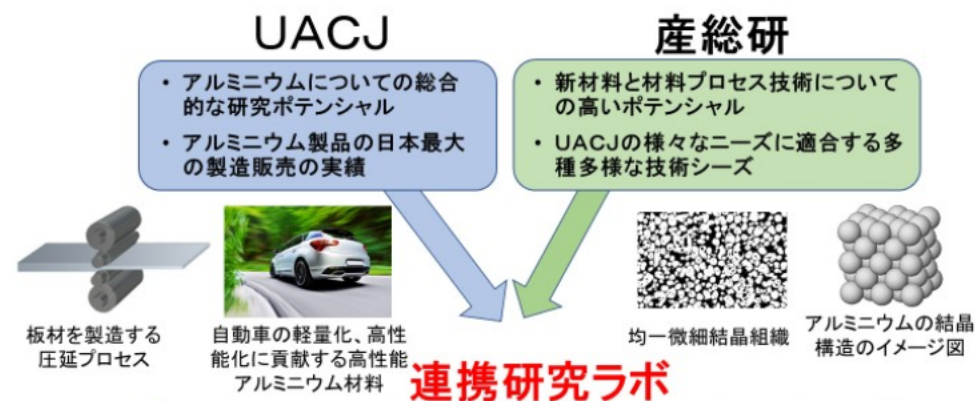 UACJ
産総研
・ アルミニウムについての総合
的な研究ポテンシャル
・ アルミニウム製品の日本最大
の製造販売の実績
・ 新材料と材料プロセス技術について
の高いポテンシャル
・ UACJの様々なニーズに適合する多
種多様な技術シーズ
板材を製造する
圧延プロセス
自動車の軽量化、高性
能化に貢献する高性能
アルミニウム材料
均一微細結晶組織
アルミニウムの結晶
構造のイメージ図
連携研究ラボ